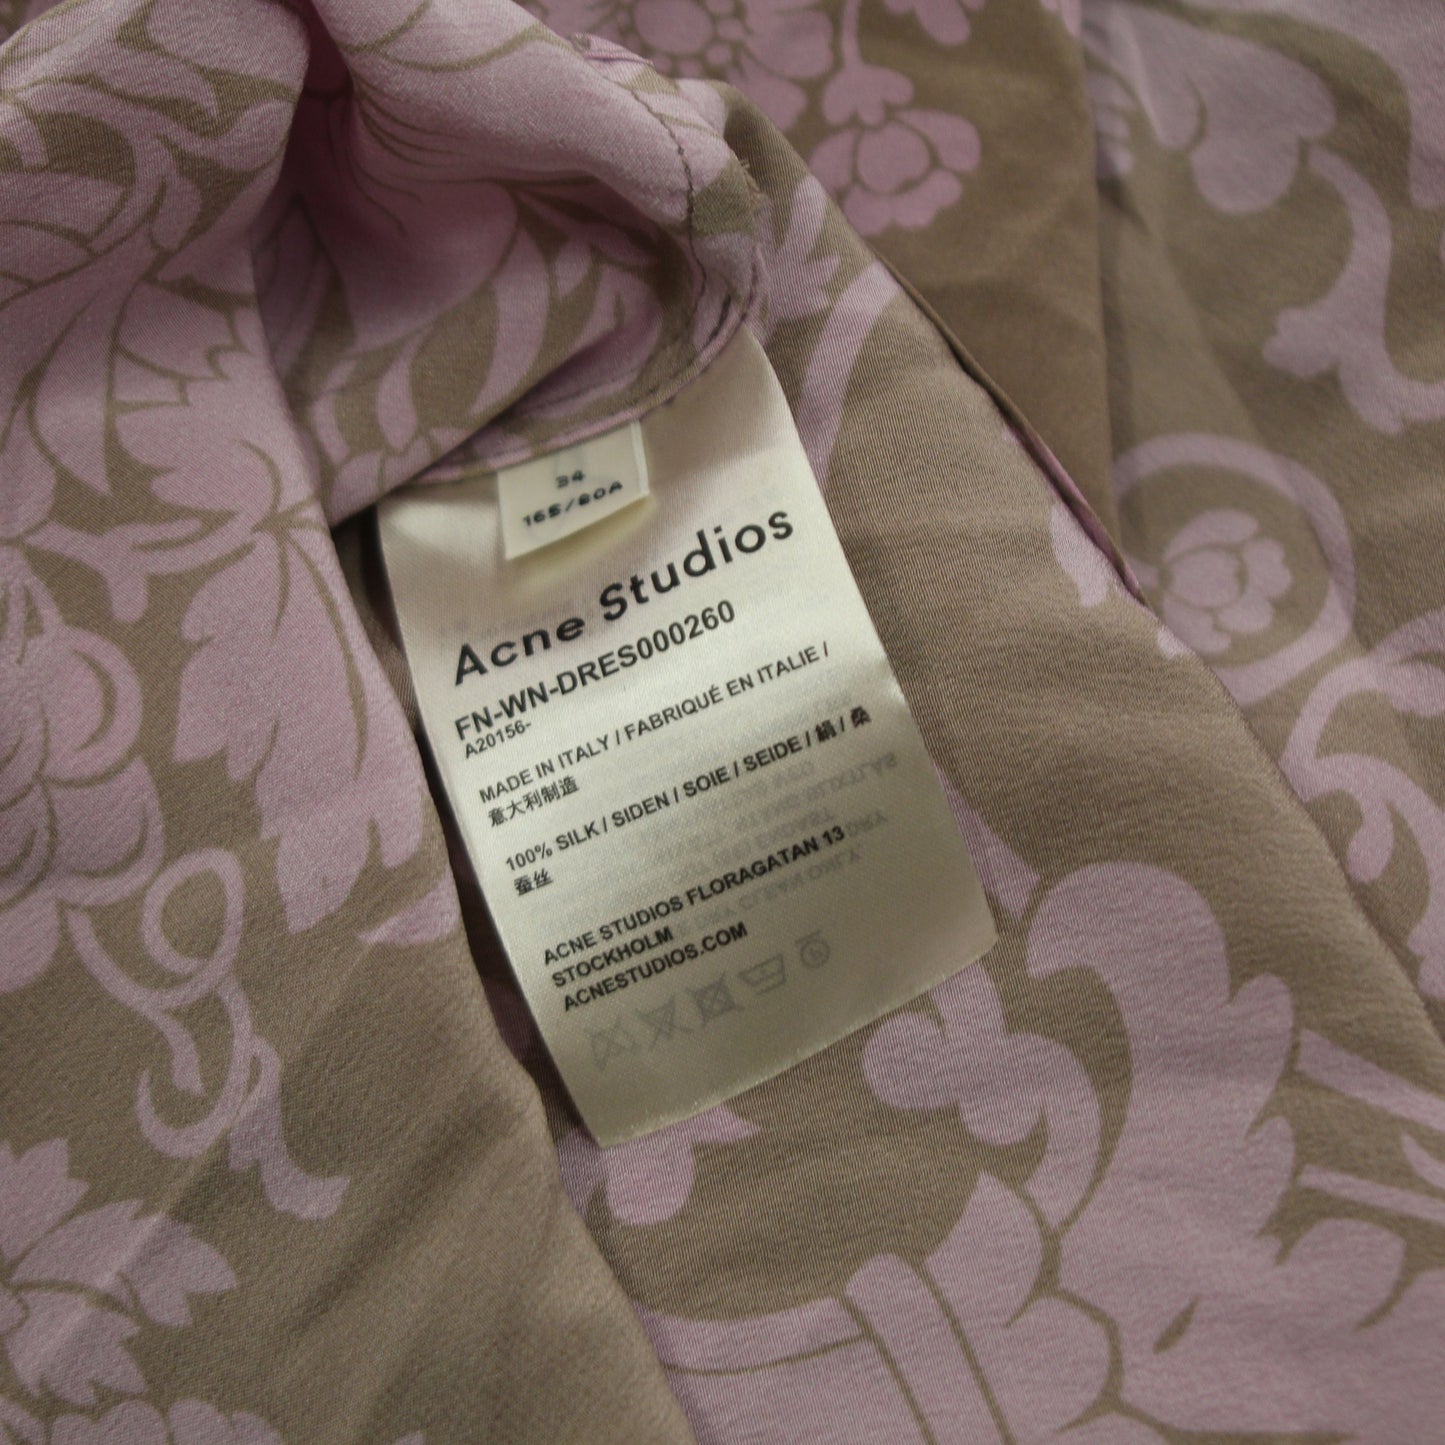 34
165/80A
Acne Studios
FN-WN-DRES000260
A20156-
MADE IN ITALY / FABRIQUÉ EN ITALIE /
意大利制造
100% SILK / SIDEN / SOIE / SEIDE / 絹 / 桑
蚕丝
ACNE STUDIOS FLORAGATAN 13
STOCKHOLM
ACNESTUDIOS.COM